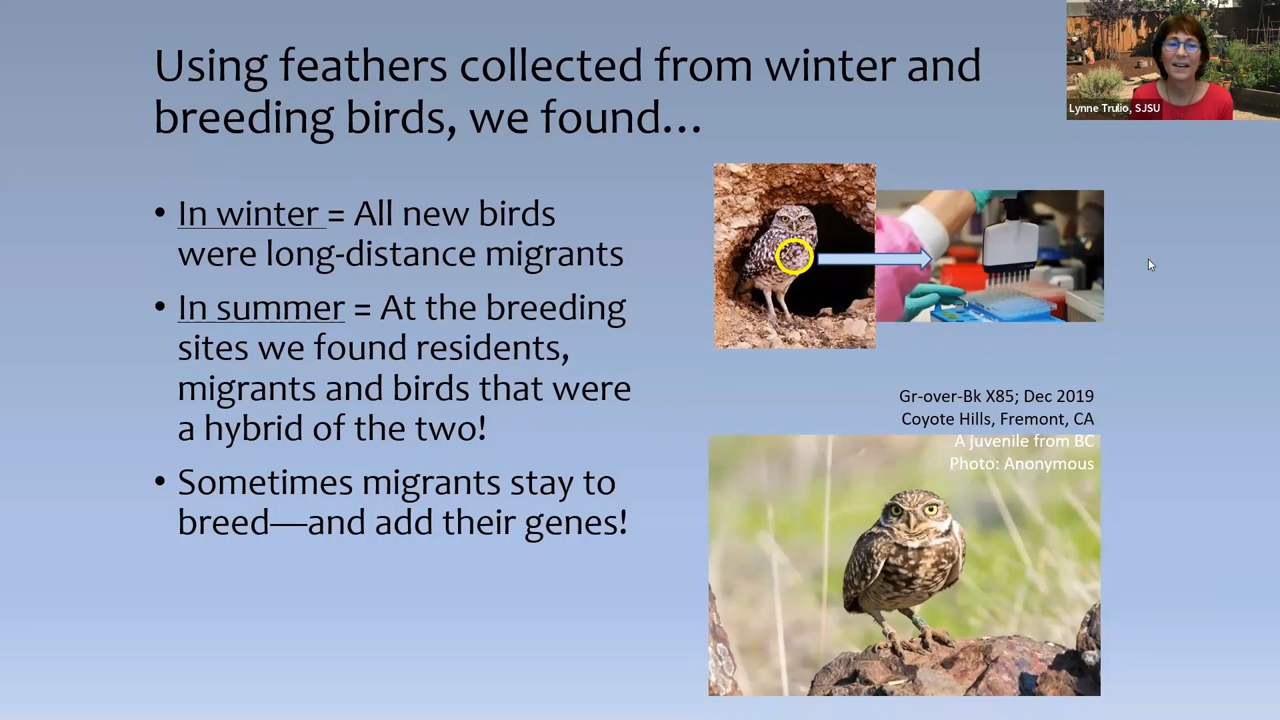 Using feathers collected from winter and
breeding birds, we found…
Lynne Trulio, SJSU
• In winter = All new birds
were long-distance migrants
• In summer = At the breeding
sites we found residents,
migrants and birds that were
a hybrid of the two!
• Sometimes migrants stay to
breed—and add their genes!
Gr-over-Bk X85; Dec 2019
Coyote Hills, Fremont, CA
A juvenile from BC
Photo: Anonymous